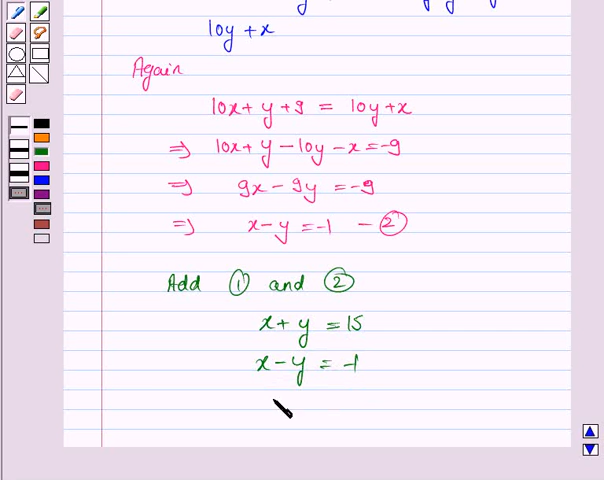 10y + x
Again
10x + y + 9 = 10y + x
⇒ 10x + y - 10y - x = -9
⇒ 9x - 9y = -9
⇒ x - y = -1 - ②
Add ① and ②
x + y = 15
x - y = -1